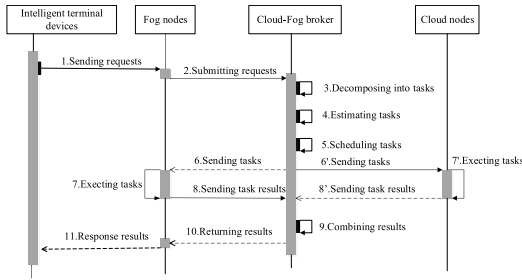 Intelligent terminal
devices
Fog nodes
Cloud-Fog broker
Cloud nodes
1.Sending requests
2.Submitting requests
3.Decomposing into tasks
4.Estimating tasks
5.Scheduling tasks
6.Sending tasks
6'.Sending tasks
7'.Execting tasks
7.Execting tasks
8.Sending task results
8'.Sending task results
9.Combining results
10.Returning results
11.Response results